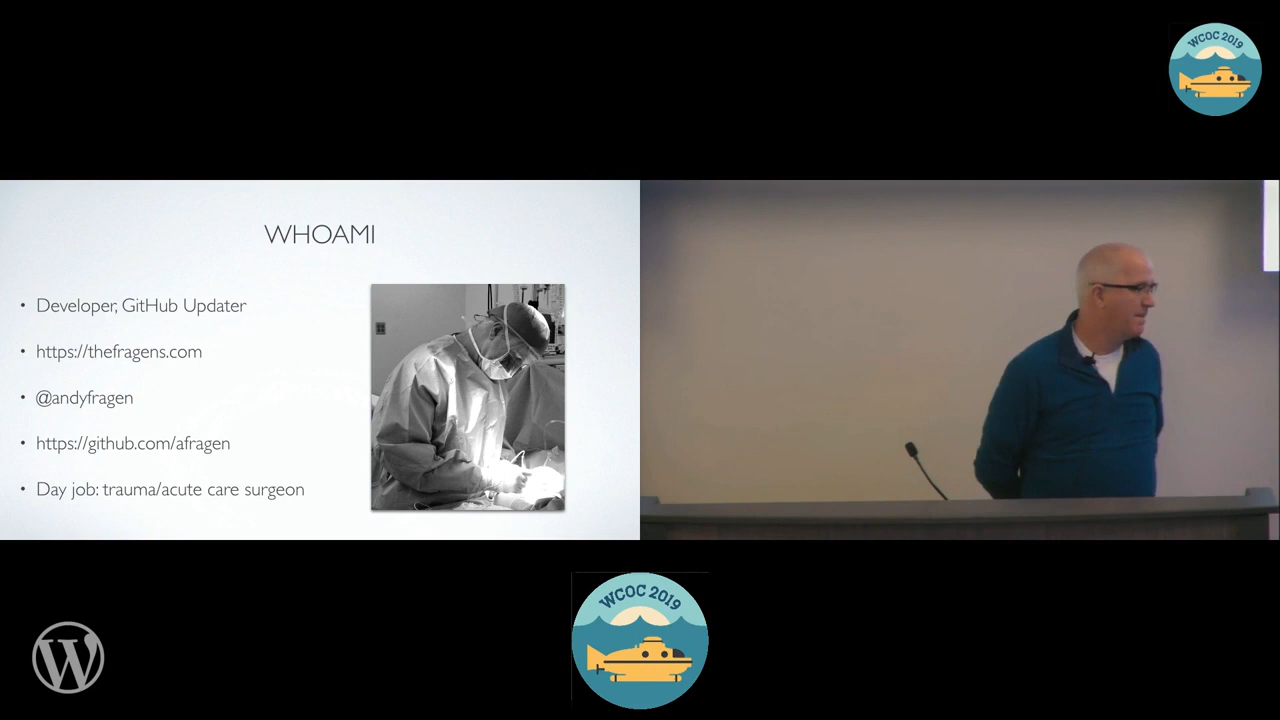 WCOC 2019
WHOAMI
• Developer, GitHub Updater
• https://thefragens.com
• @andyfragen
• https://github.com/afragen
• Day job: trauma/acute care surgeon
WCOC 2019